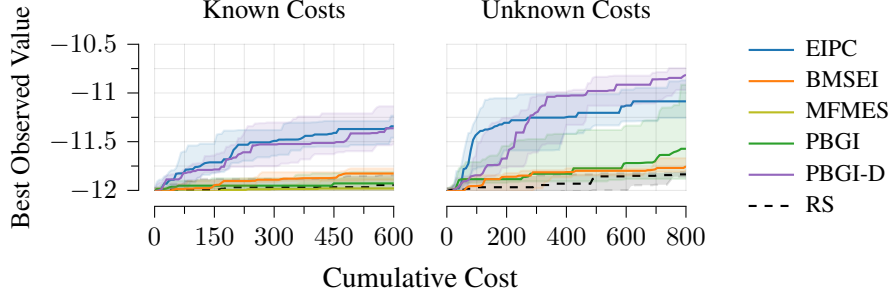 Known Costs
Unknown Costs
Best Observed Value
−10.5
−11
−11.5
−12
0 150 300 450 600
0 200 400 600 800
Cumulative Cost
EIPC
BMSEI
MFMES
PBGI
PBGI-D
RS